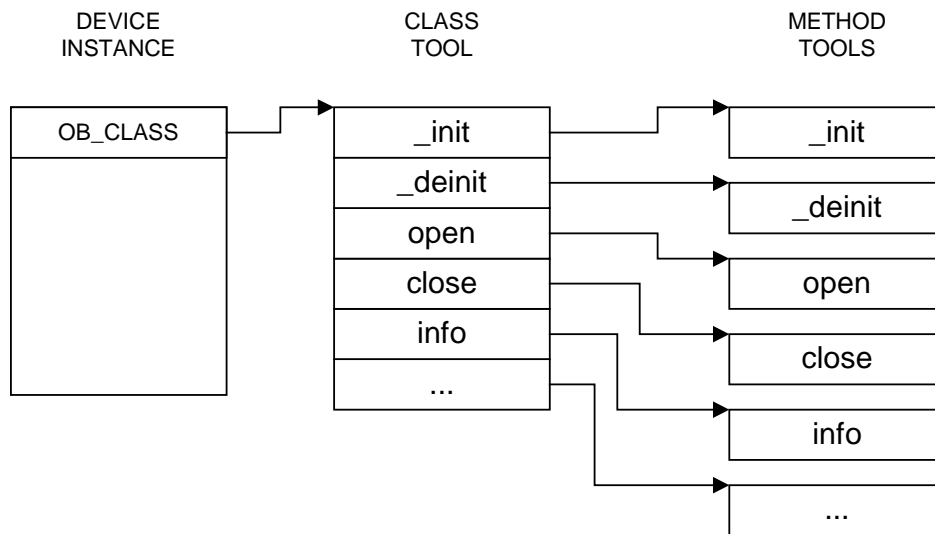 DEVICE
INSTANCE
CLASS
TOOL
METHOD
TOOLS
OB_CLASS
_init
_deinit
open
close
info
...
_init
_deinit
open
close
info
...